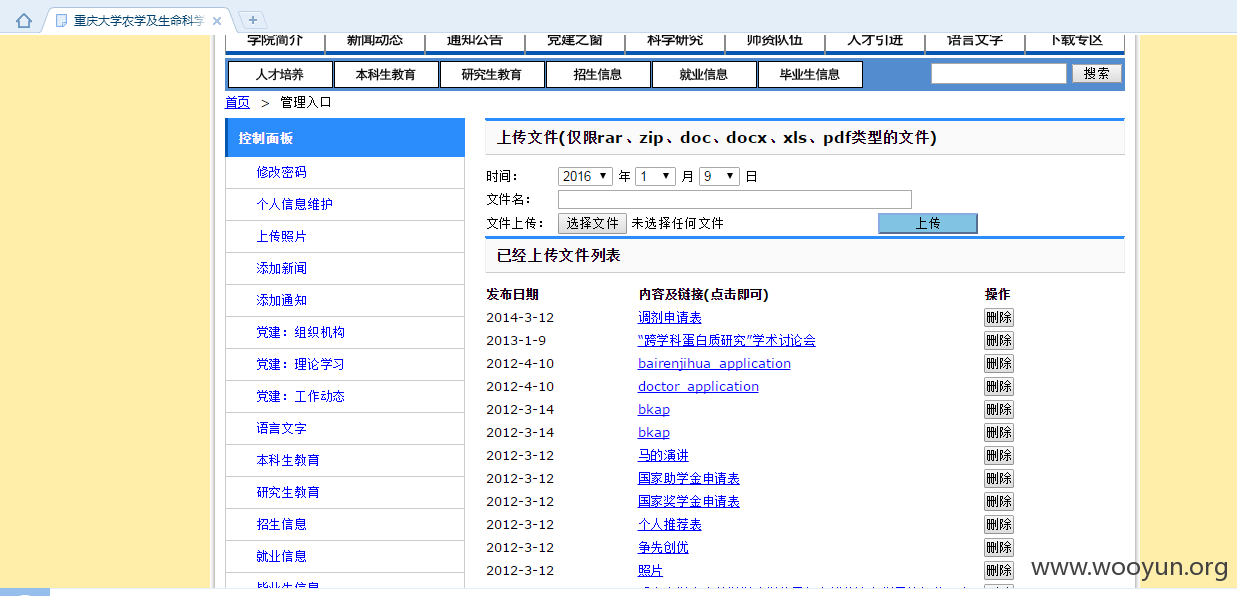 重庆大学农学及生命科学
学院简介 新闻动态 通知公告 党建之窗 科学研究 师资队伍 人才引进 语言文字 下载专区
人才培养 本科生教育 研究生教育 招生信息 就业信息 毕业生信息 搜索
首页 > 管理入口
控制面板
修改密码
个人信息维护
上传照片
添加新闻
添加通知
党建：组织机构
党建：理论学习
党建：工作动态
语言文字
本科生教育
研究生教育
招生信息
就业信息
毕业生信息
上传文件(仅限rar、zip、doc、docx、xls、pdf类型的文件)
时间： 2016 年 1 月 9 日
文件名：
文件上传： 选择文件 未选择任何文件 上传
已经上传文件列表
发布日期 内容及链接(点击即可) 操作
2014-3-12 调剂申请表 删除
2013-1-9 “跨学科蛋白质研究”学术讨论会 删除
2012-4-10 bairenjihua_application 删除
2012-4-10 doctor_application 删除
2012-3-14 bkap 删除
2012-3-14 bkap 删除
2012-3-12 马的演讲 删除
2012-3-12 国家助学金申请表 删除
2012-3-12 国家奖学金申请表 删除
2012-3-12 个人推荐表 删除
2012-3-12 争先创优 删除
2012-3-12 照片 删除
www.wooyun.org